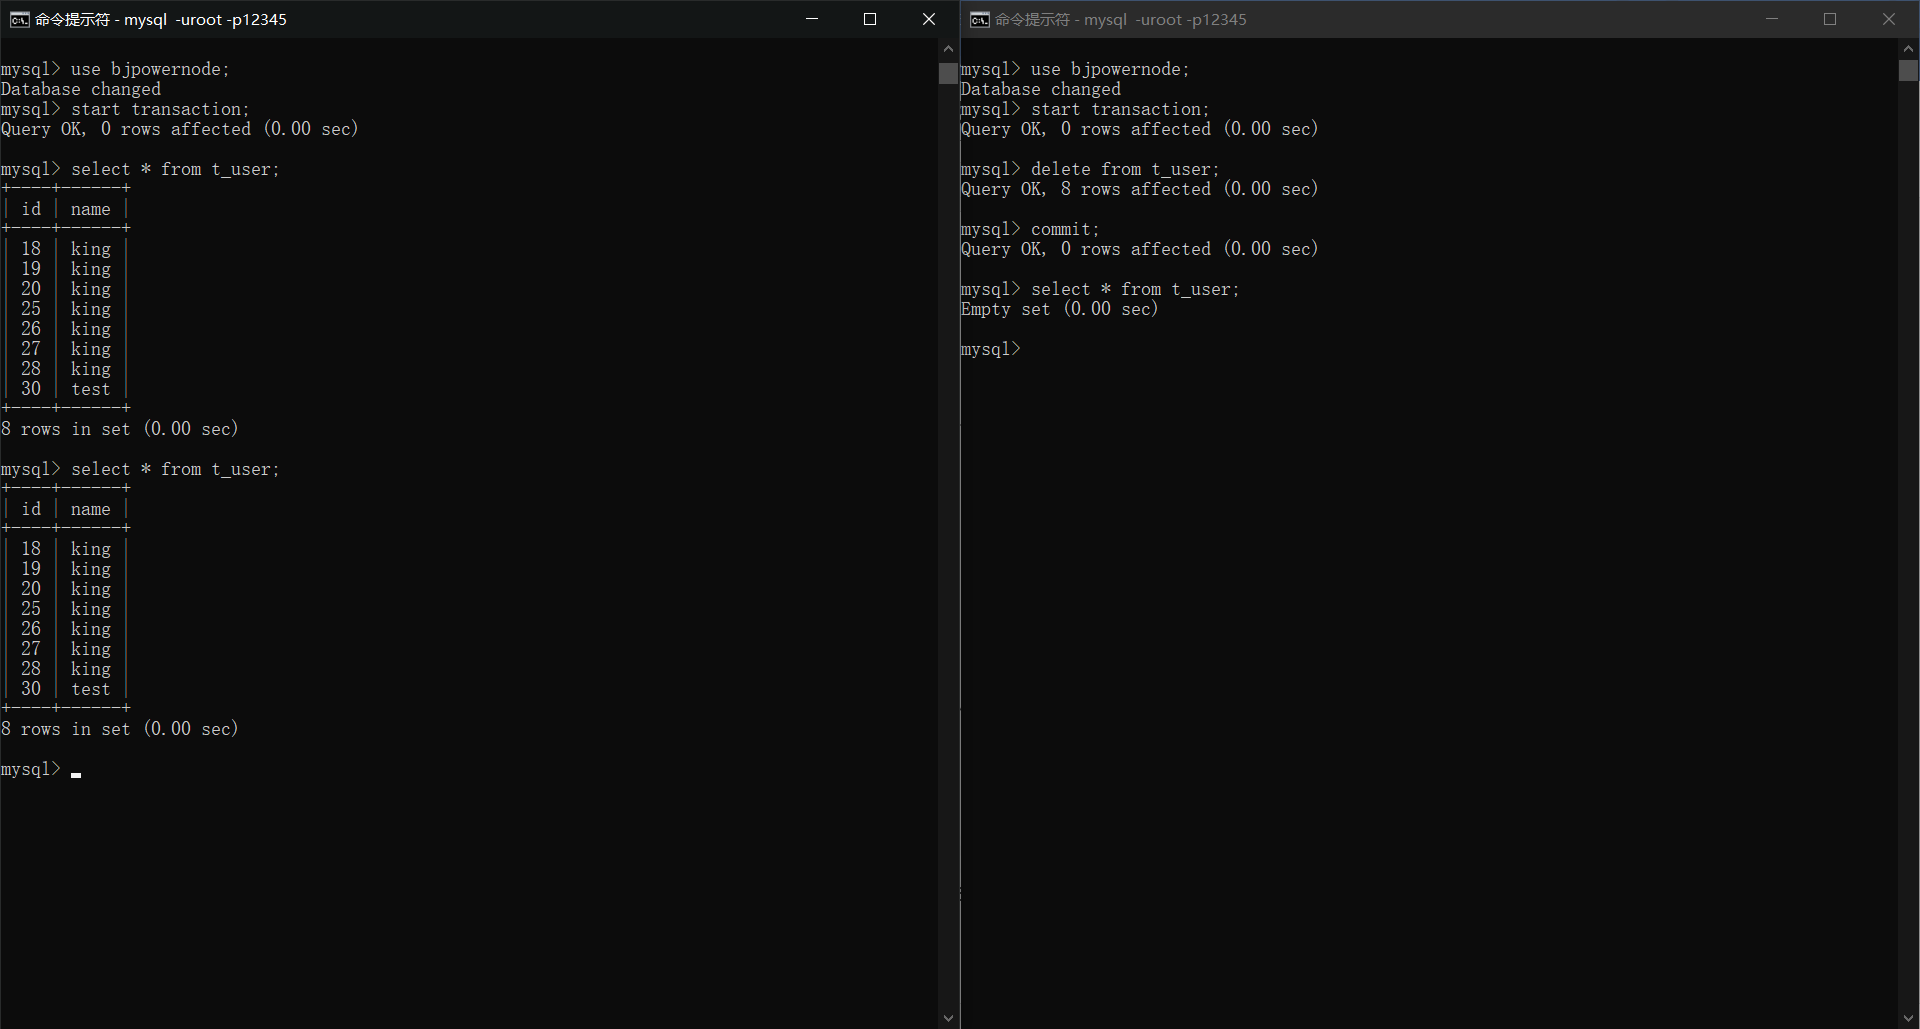 命令提示符 - mysql  -uroot -p12345
mysql> use bjpowernode;
Database changed
mysql> start transaction;
Query OK, 0 rows affected (0.00 sec)
mysql> select * from t_user;
+----+------+
| id | name |
+----+------+
| 18 | king |
| 19 | king |
| 20 | king |
| 25 | king |
| 26 | king |
| 27 | king |
| 28 | king |
| 30 | test |
+----+------+
8 rows in set (0.00 sec)
mysql> select * from t_user;
+----+------+
| id | name |
+----+------+
| 18 | king |
| 19 | king |
| 20 | king |
| 25 | king |
| 26 | king |
| 27 | king |
| 28 | king |
| 30 | test |
+----+------+
8 rows in set (0.00 sec)
mysql>
命令提示符 - mysql  -uroot -p12345
mysql> use bjpowernode;
Database changed
mysql> start transaction;
Query OK, 0 rows affected (0.00 sec)
mysql> delete from t_user;
Query OK, 8 rows affected (0.00 sec)
mysql> commit;
Query OK, 0 rows affected (0.00 sec)
mysql> select * from t_user;
Empty set (0.00 sec)
mysql>